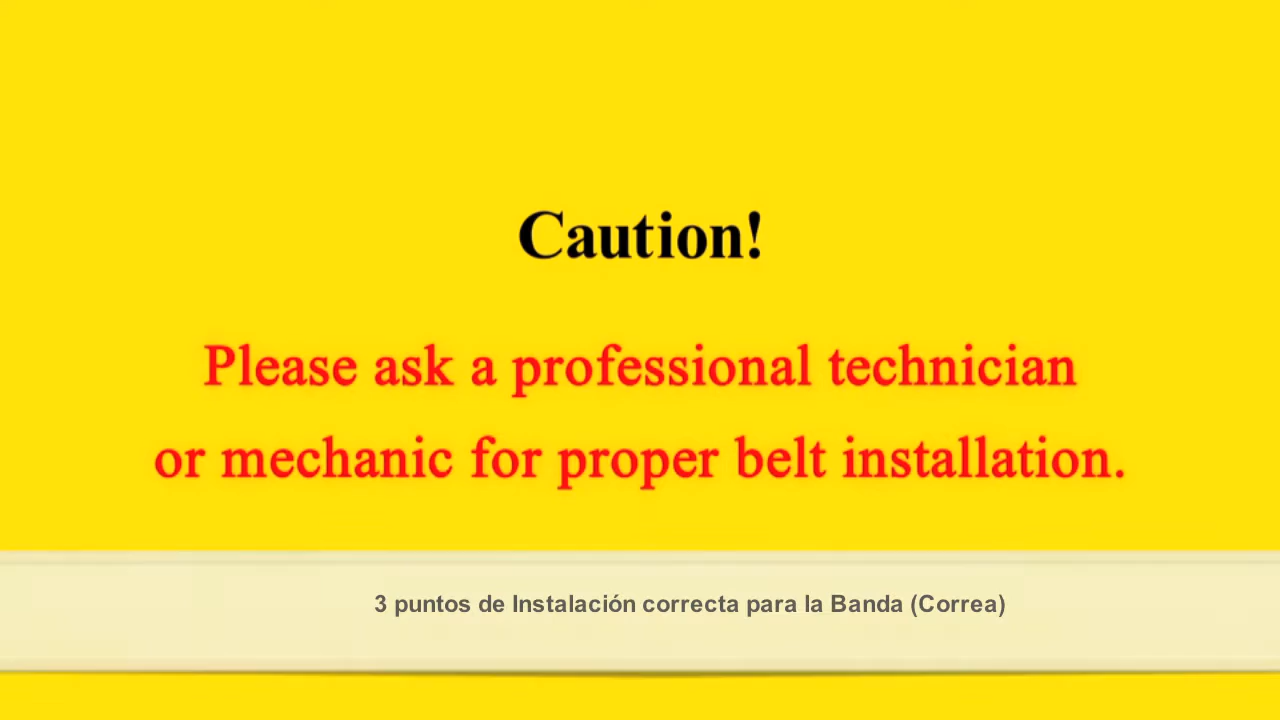 Caution!
Please ask a professional technician
or mechanic for proper belt installation.
3 puntos de Instalación correcta para la Banda (Correa)